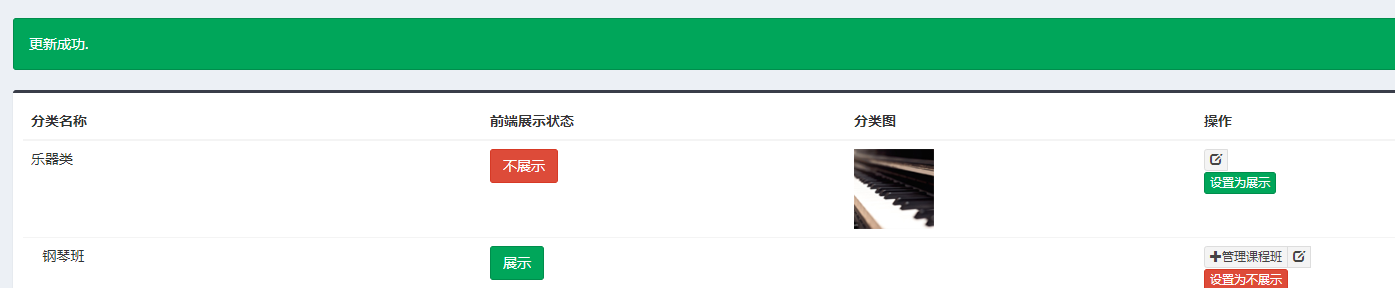 更新成功.
分类名称 前端展示状态 分类图 操作
乐器类 不展示
设置为展示
钢琴班 展示 管理课程班
设置为不展示